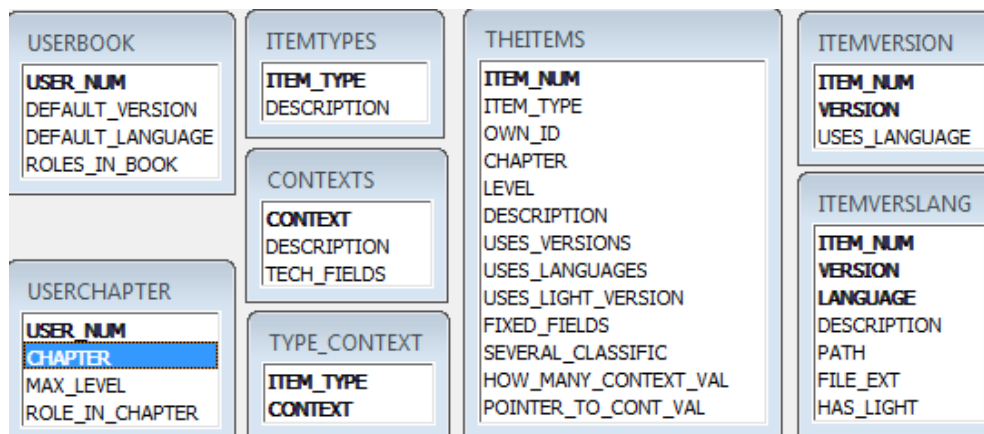 USERBOOK
USER_NUM
DEFAULT_VERSION
DEFAULT_LANGUAGE
ROLES_IN_BOOK
USERCHAPTER
USER_NUM
CHAPTER
MAX_LEVEL
ROLE_IN_CHAPTER
ITEMTYPES
ITEM_TYPE
DESCRIPTION
CONTEXTS
CONTEXT
DESCRIPTION
TECH_FIELDS
TYPE_CONTEXT
ITEM_TYPE
CONTEXT
THEITEMS
ITEM_NUM
ITEM_TYPE
OWN_ID
CHAPTER
LEVEL
DESCRIPTION
USES_VERSIONS
USES_LANGUAGES
USES_LIGHT_VERSION
FIXED_FIELDS
SEVERAL_CLASSIFIC
HOW_MANY_CONTEXT_VAL
POINTER_TO_CONT_VAL
ITEMVERSION
ITEM_NUM
VERSION
USES_LANGUAGE
ITEMVERSLANG
ITEM_NUM
VERSION
LANGUAGE
DESCRIPTION
PATH
FILE_EXT
HAS_LIGHT